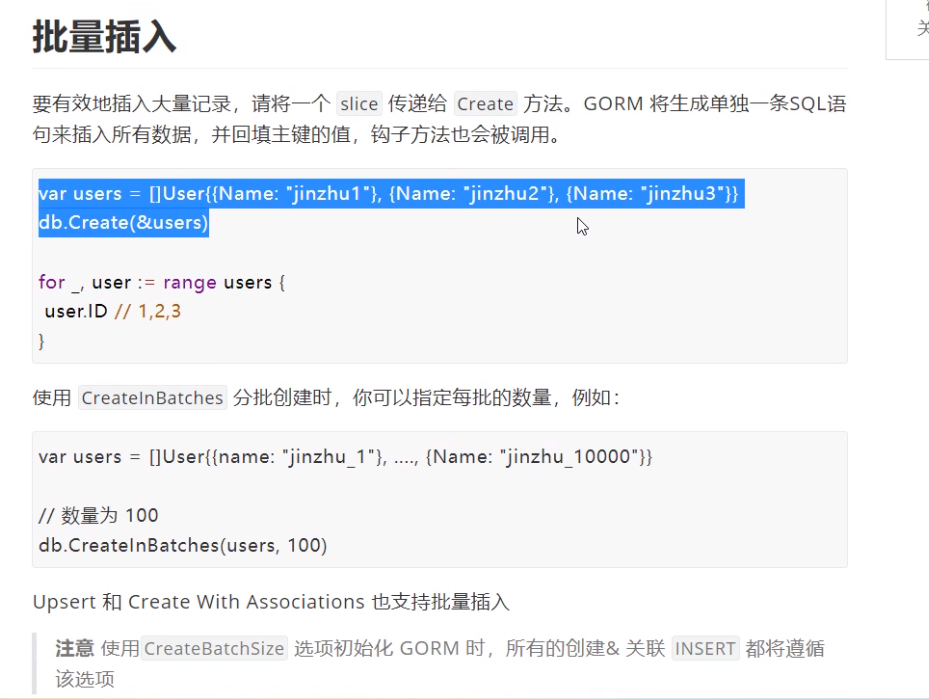 批量插入
要有效地插入大量记录，请将一个 slice 传递给 Create 方法。GORM 将生成单独一条SQL语
句来插入所有数据，并回填主键的值，钩子方法也会被调用。
var users = []User{{Name: "jinzhu1"}, {Name: "jinzhu2"}, {Name: "jinzhu3"}}
db.Create(&users)
for _, user := range users {
user.ID // 1,2,3
}
使用 CreateInBatches 分批创建时，你可以指定每批的数量，例如：
var users = []User{{name: "jinzhu_1"}, ...., {Name: "jinzhu_10000"}}
// 数量为 100
db.CreateInBatches(users, 100)
Upsert 和 Create With Associations 也支持批量插入
注意 使用CreateBatchSize 选项初始化 GORM 时，所有的创建& 关联 INSERT 都将遵循
该选项